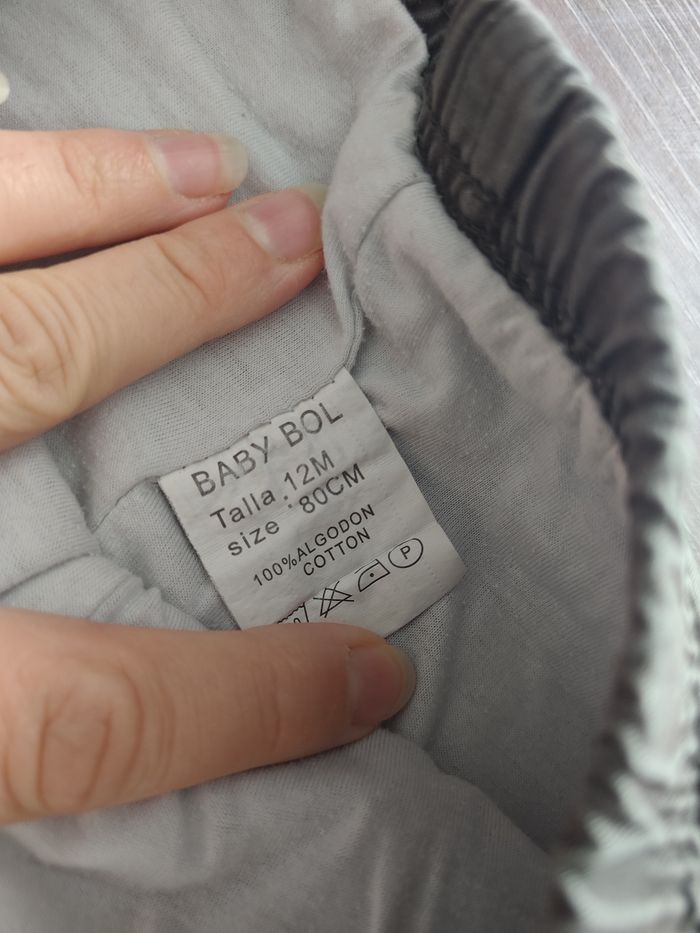 BABY BOL
Talla : 12M
size : 80CM
100%ALGODON
COTTON
P